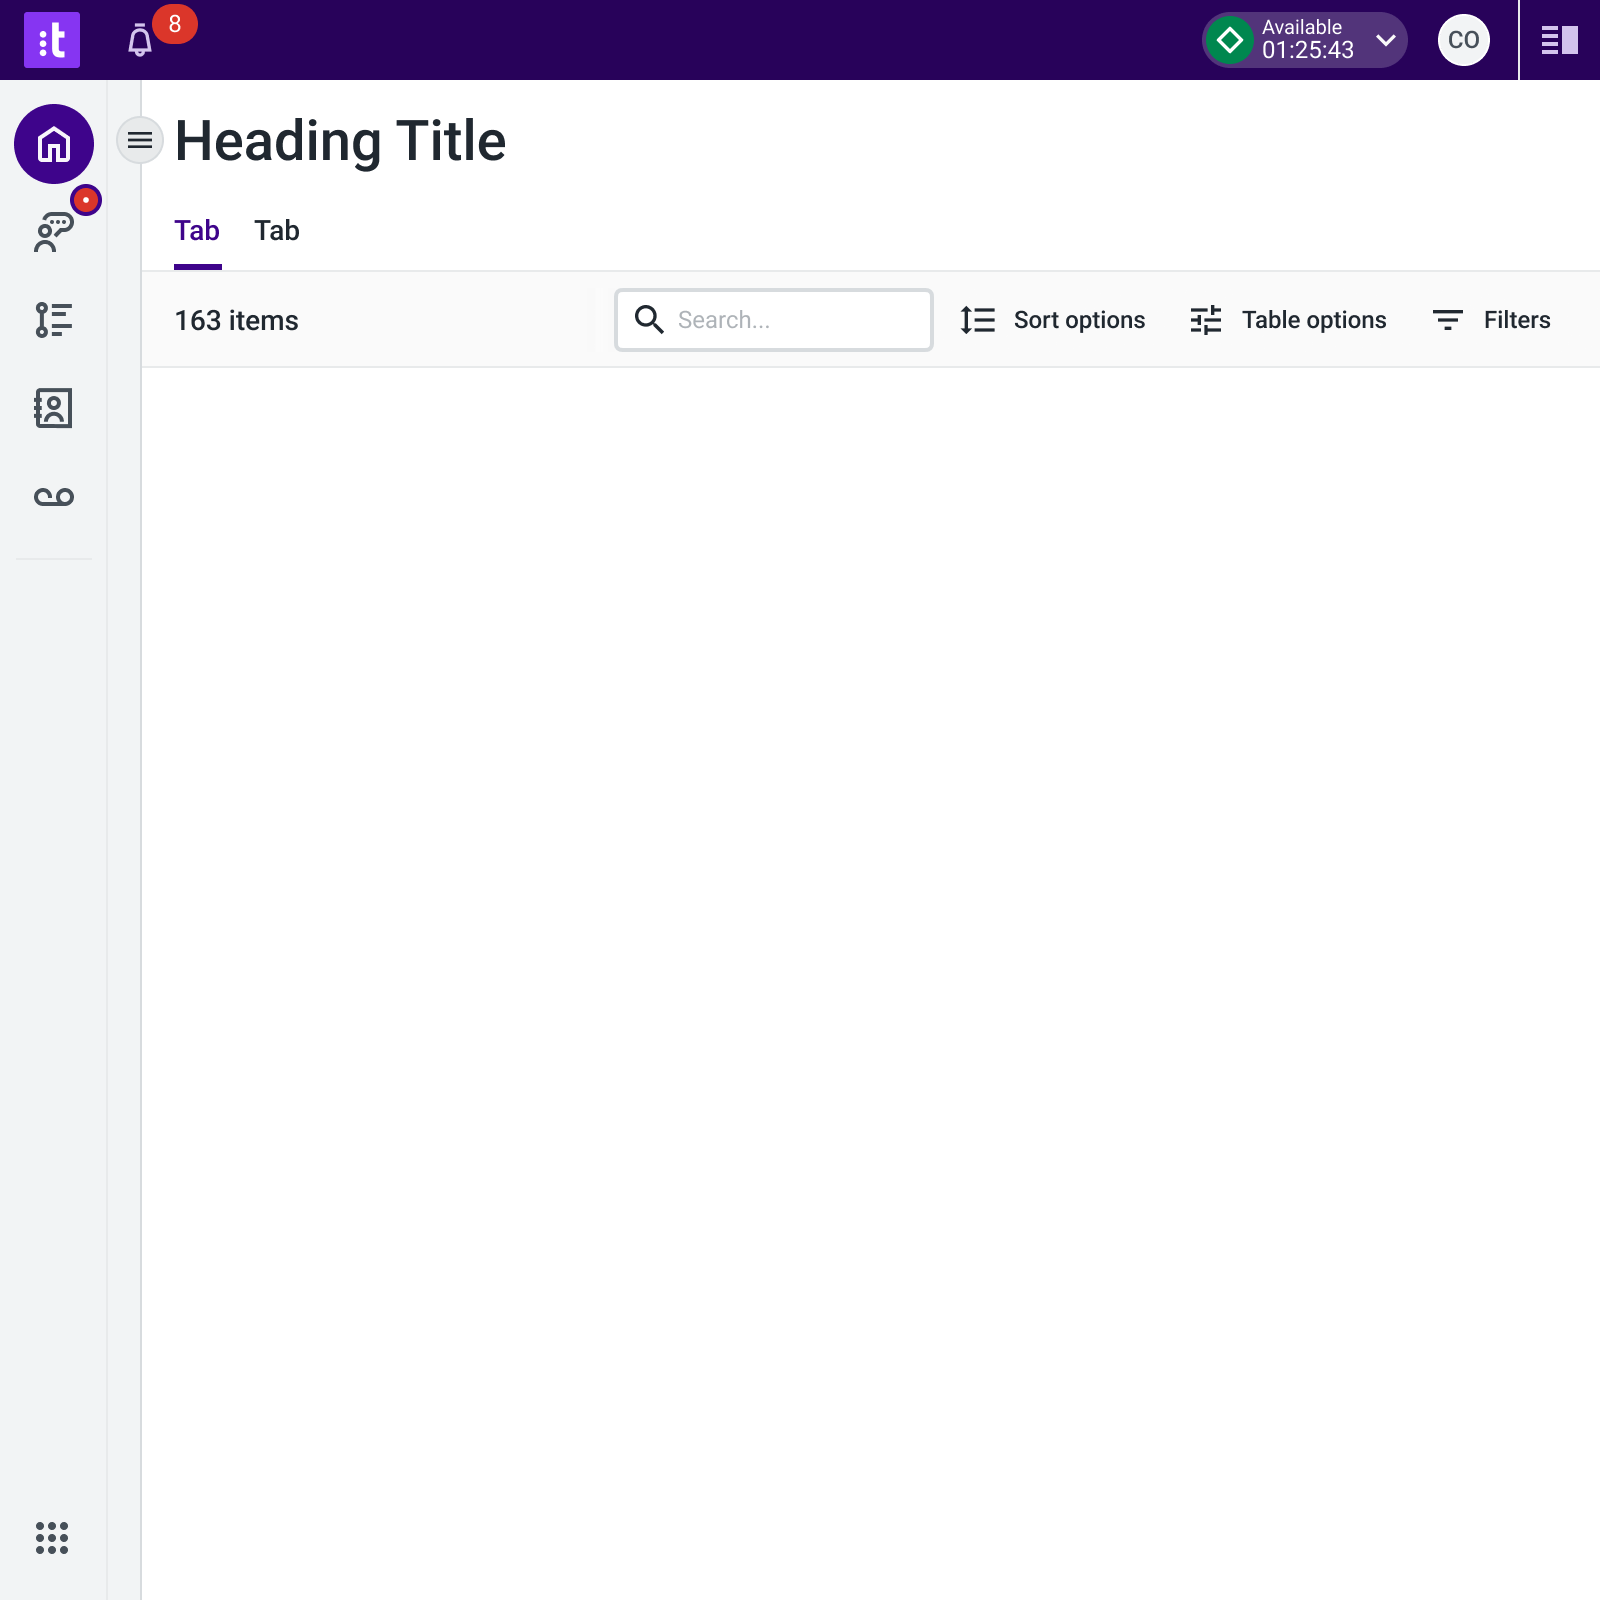 :t
8
Available
01:25:43
CO
Heading Title
Tab Tab
163 items
Search...
Sort options
Table options
Filters